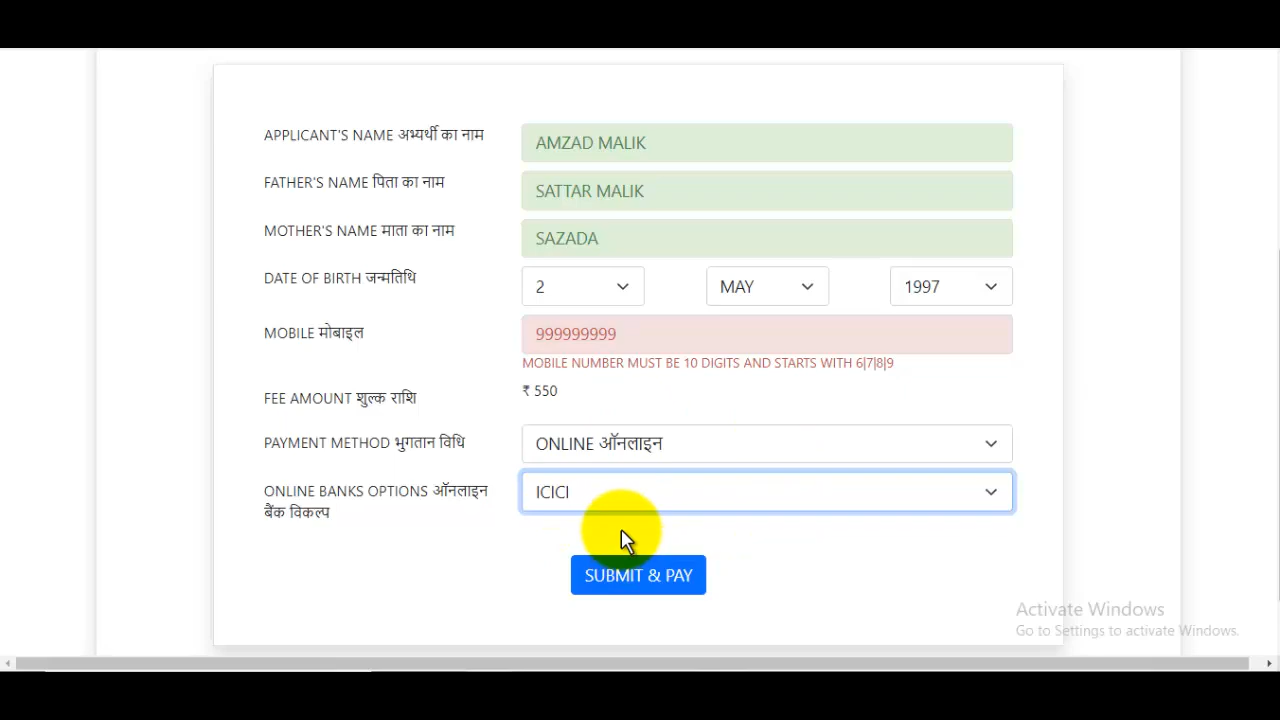 APPLICANT'S NAME अभ्यर्थी का नाम
AMZAD MALIK
FATHER'S NAME पिता का नाम
SATTAR MALIK
MOTHER'S NAME माता का नाम
SAZADA
DATE OF BIRTH जन्मतिथि
2 MAY 1997
MOBILE मोबाइल
999999999
MOBILE NUMBER MUST BE 10 DIGITS AND STARTS WITH 6|7|8|9
FEE AMOUNT शुल्क राशि
₹ 550
PAYMENT METHOD भुगतान विधि
ONLINE ऑनलाइन
ONLINE BANKS OPTIONS ऑनलाइन
बैंक विकल्प
ICICI
SUBMIT & PAY
Activate Windows
Go to Settings to activate Windows.